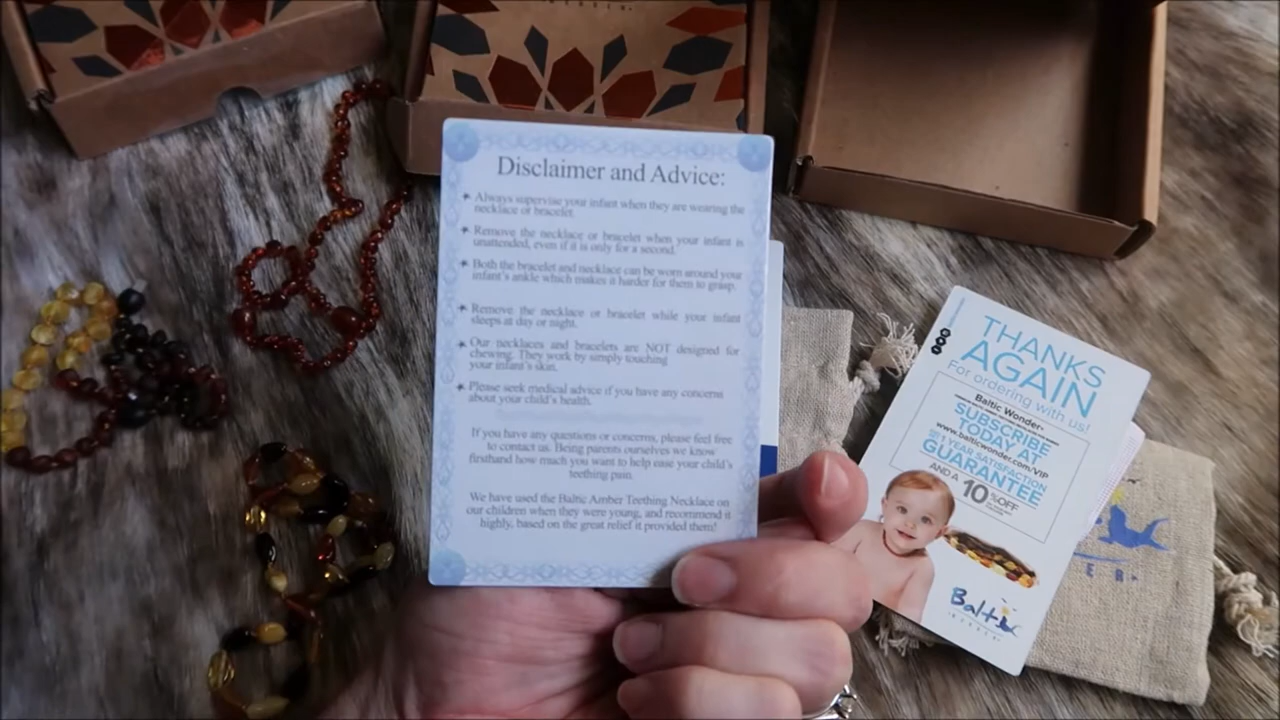 Disclaimer and Advice:
Always supervise your infant when they are wearing the
necklace or bracelet.
Remove the necklace or bracelet when your infant is
unattended, even if it is only for a second.
Both the bracelet and necklace can be worn around your
infant's ankle which makes it harder for them to grasp.
Remove the necklace or bracelet while your infant
sleeps at day or night.
Our necklaces and bracelets are NOT designed for
chewing. They work by simply touching
your infant's skin.
Please seek medical advice if you have any concerns
about your child's health.
If you have any questions or concerns, please feel free
to contact us. Being parents ourselves we know
firsthand how much you want to help ease your child's
teething pain.
We have used the Baltic Amber Teething Necklace on
our children when they were young, and recommend it
highly, based on the great relief it provided them!
THANKS
AGAIN
For ordering with us!
Baltic Wonder
SUBSCRIBE
TODAY AT
www.balticwonder.com/VIP
1 YEAR SATISFACTION
GUARANTEE
AND A 10% OFF
Baltic